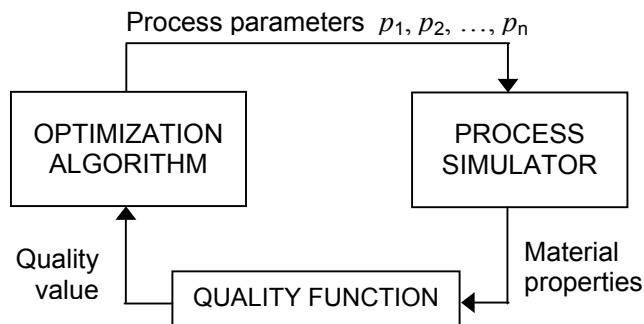 Process parameters p1, p2, …, pn
OPTIMIZATION
ALGORITHM
PROCESS
SIMULATOR
Quality
value
Material
properties
QUALITY FUNCTION